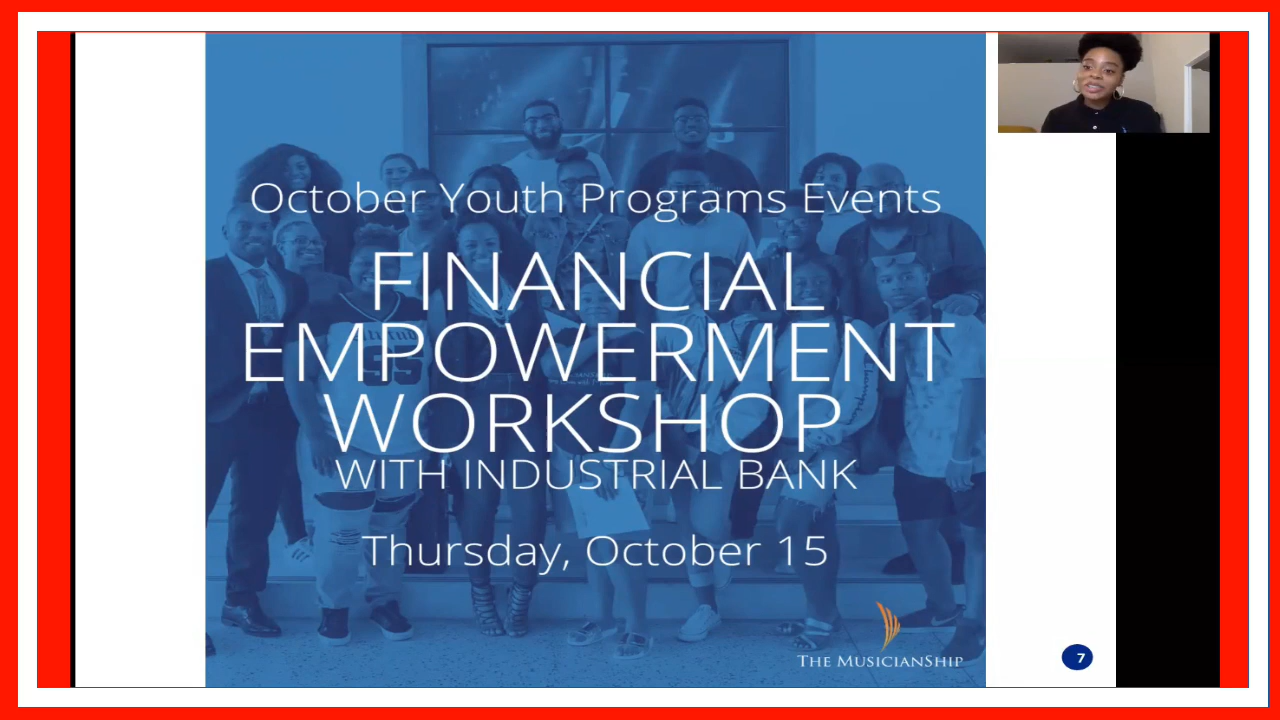 October Youth Programs Events
FINANCIAL
EMPOWERMENT
WORKSHOP
WITH INDUSTRIAL BANK
Thursday, October 15
THE MUSICIANSHIP
7